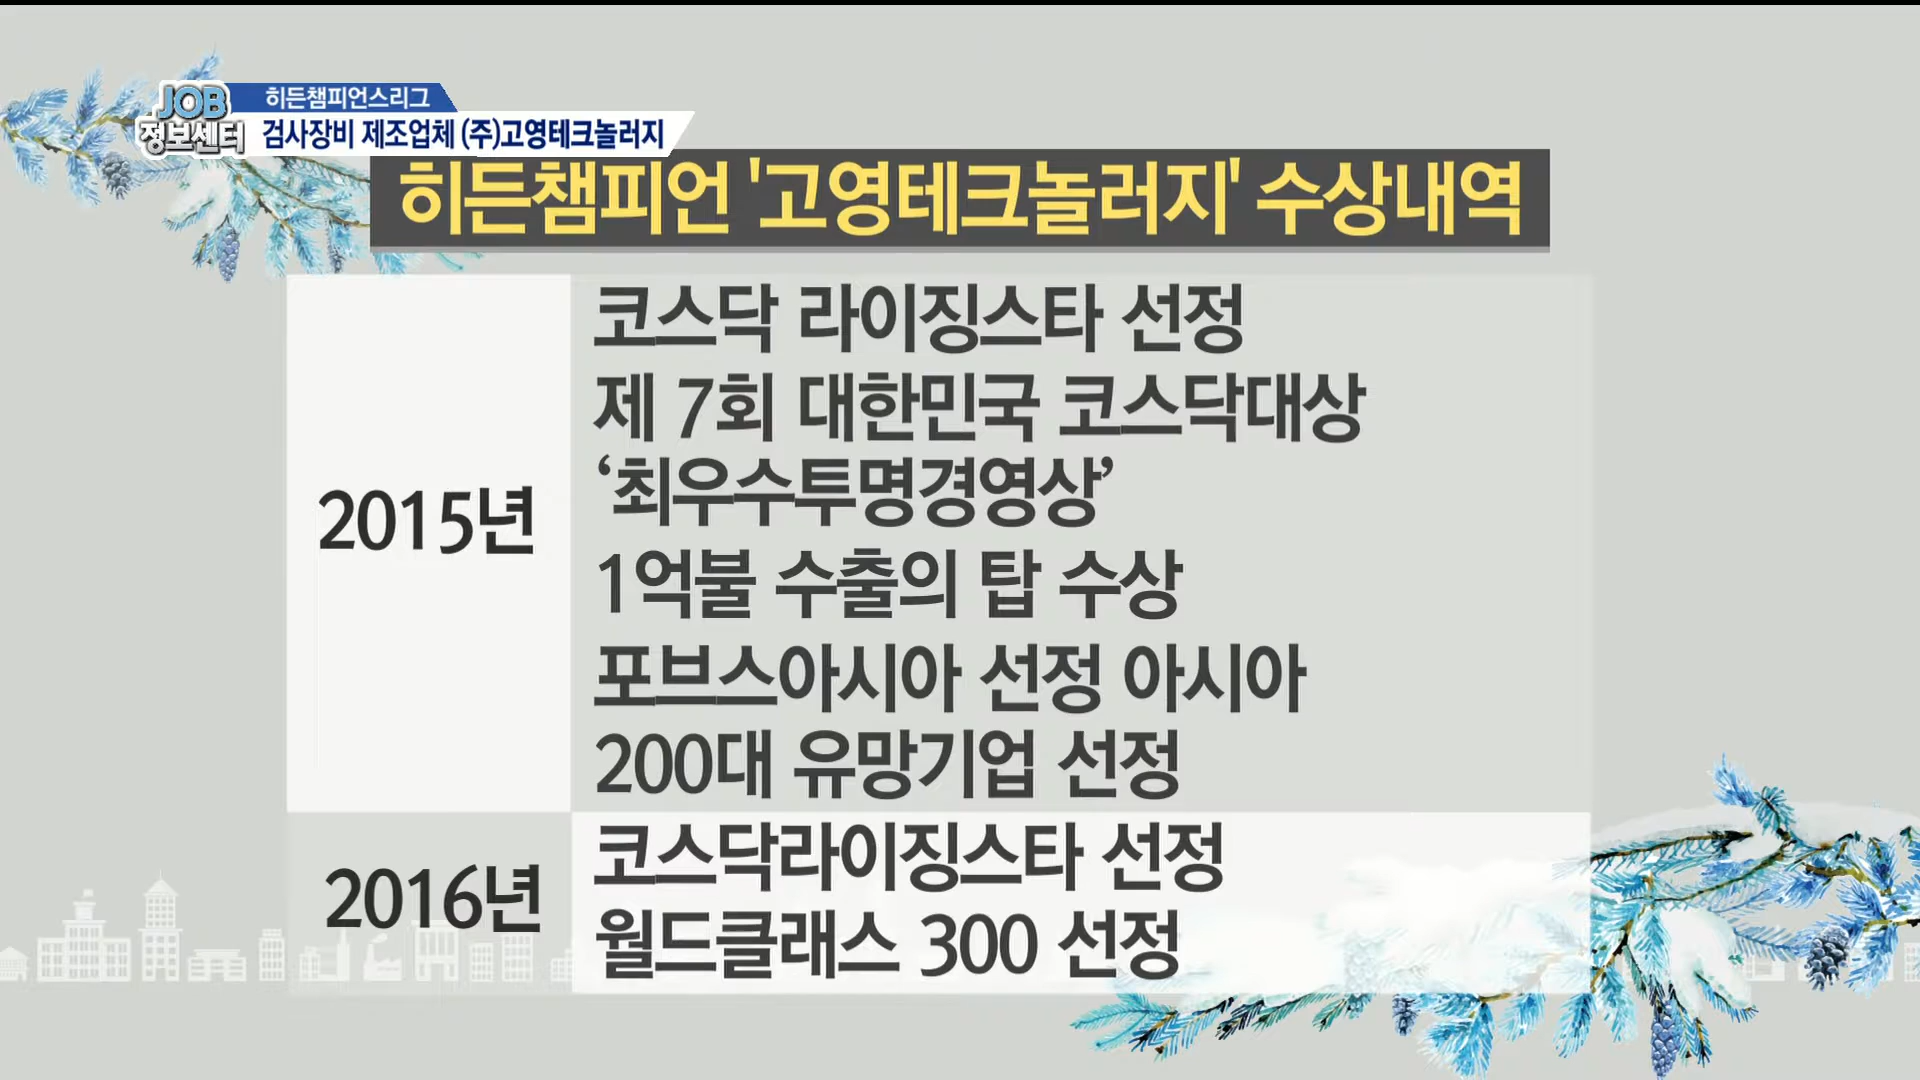 JOB
정보센터
히든챔피언스리그
검사장비 제조업체 (주)고영테크놀러지
히든챔피언 '고영테크놀러지' 수상내역
2015년
코스닥 라이징스타 선정
제 7회 대한민국 코스닥대상
‘최우수투명경영상’
1억불 수출의 탑 수상
포브스아시아 선정 아시아
200대 유망기업 선정
2016년
코스닥라이징스타 선정
월드클래스 300 선정